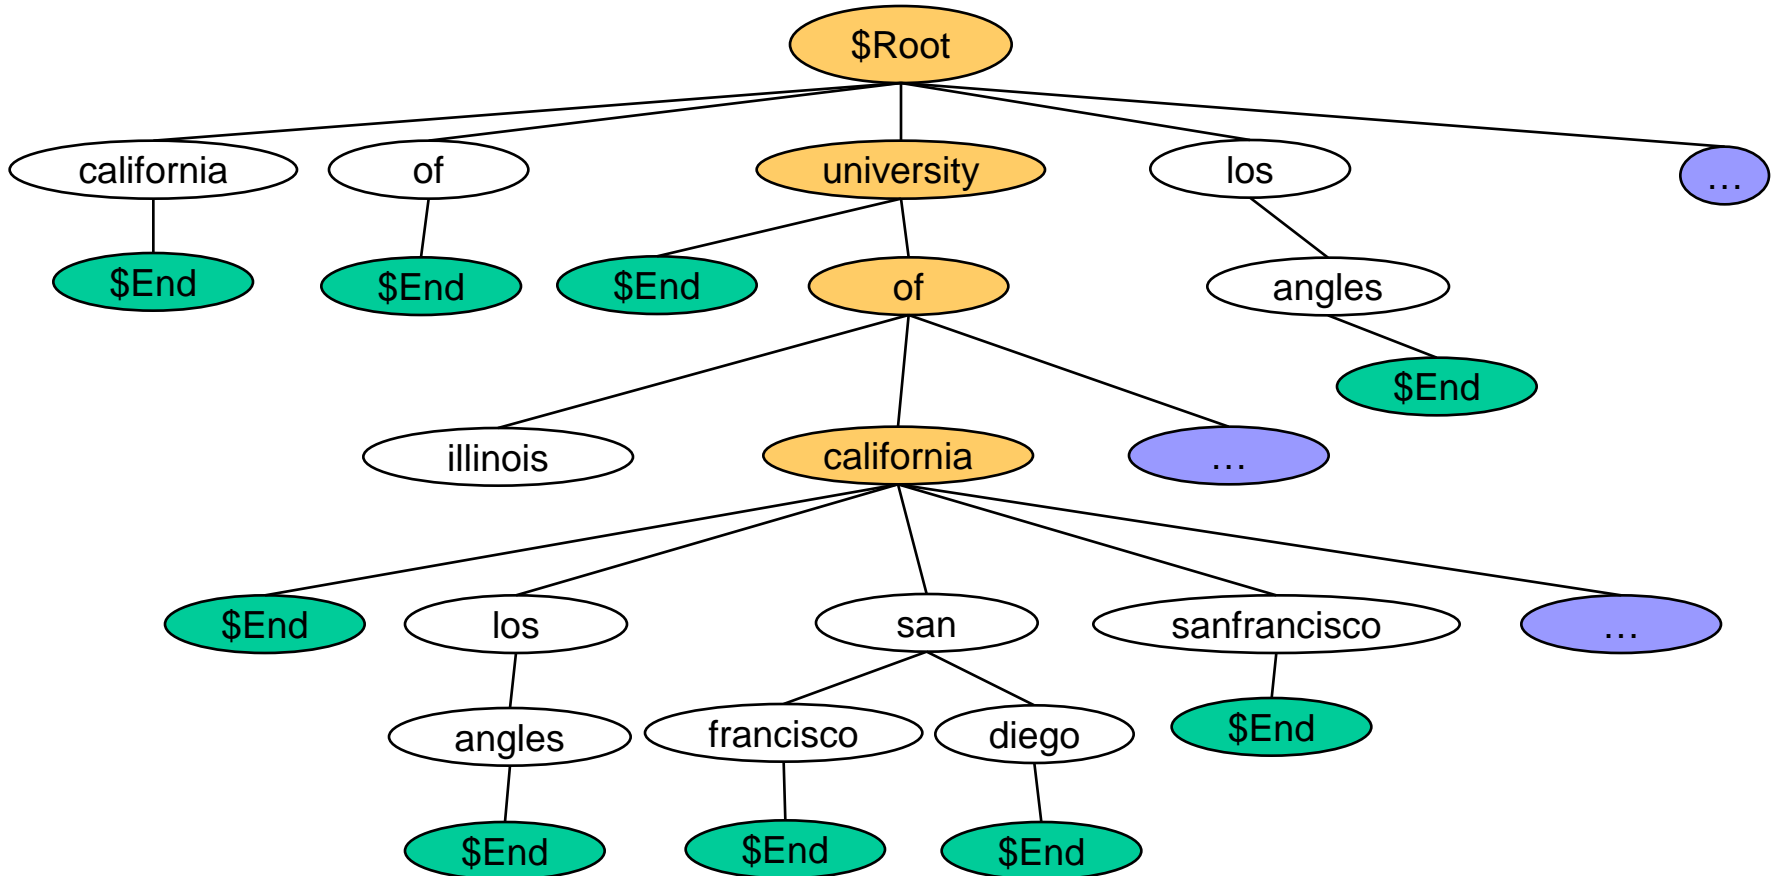 $Root
california
of
university
los
…
$End
$End
$End
of
angles
$End
illinois
california
…
$End
los
san
sanfrancisco
…
angles
francisco
diego
$End
$End
$End
$End